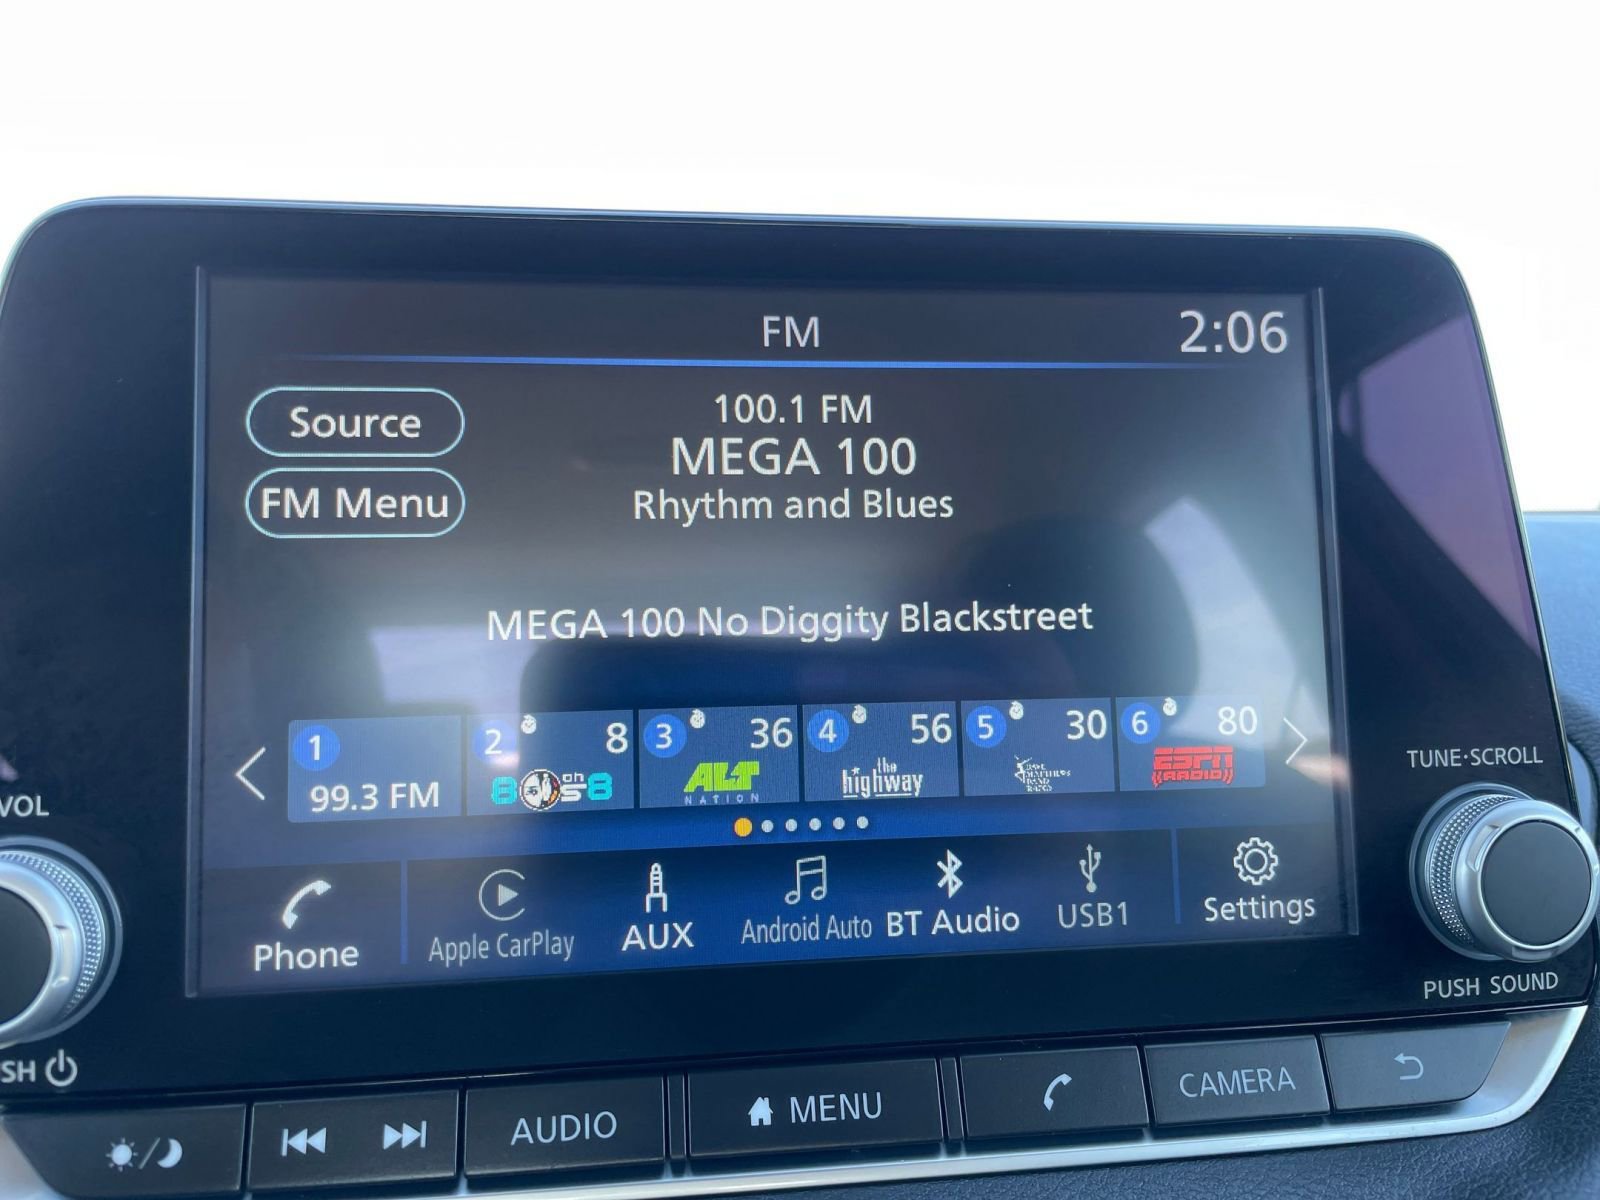 FM
2:06
Source
100.1 FM
MEGA 100
FM Menu
Rhythm and Blues
MEGA 100 No Diggity Blackstreet
1
99.3 FM
2 8
8 on 8s8
3 36
ALT
NATION
4 56
the
highway
5 30
6 80
ESPN
RADIO
VOL
TUNE·SCROLL
Phone
Apple CarPlay
AUX
Android Auto
BT Audio
USB1
Settings
PUSH SOUND
SH
AUDIO
MENU
CAMERA